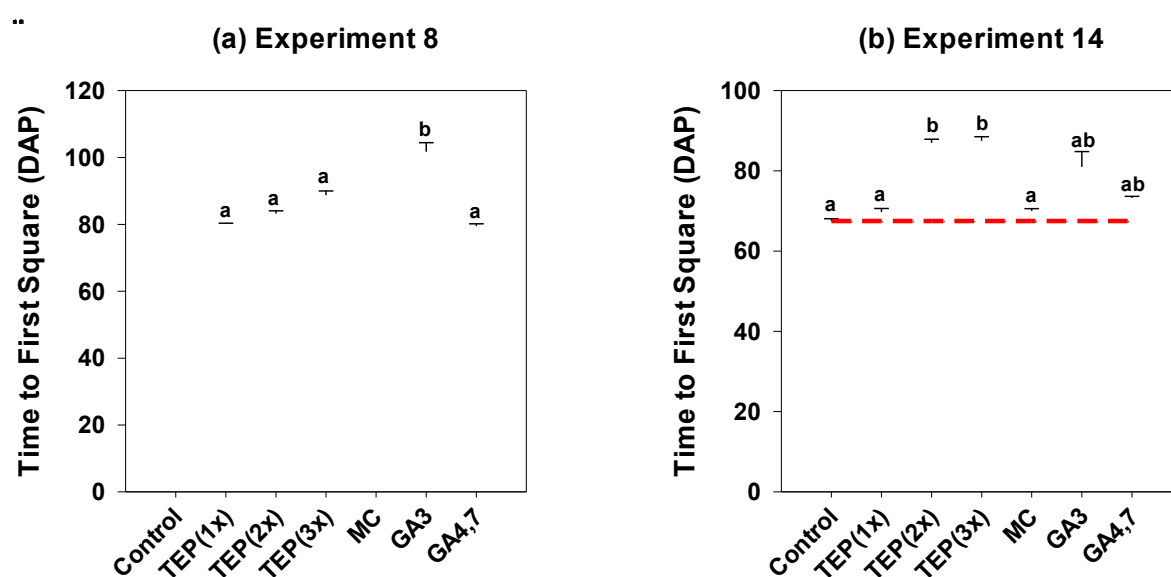 (a) Experiment 8
Time to First Square (DAP)
120
100
80
60
40
20
0
a
a
a
b
a
Control
TEP(1x)
TEP(2x)
TEP(3x)
MC
GA3
GA4,7
(b) Experiment 14
Time to First Square (DAP)
100
80
60
40
20
0
a
a
b
b
a
ab
ab
Control
TEP(1x)
TEP(2x)
TEP(3x)
MC
GA3
GA4,7